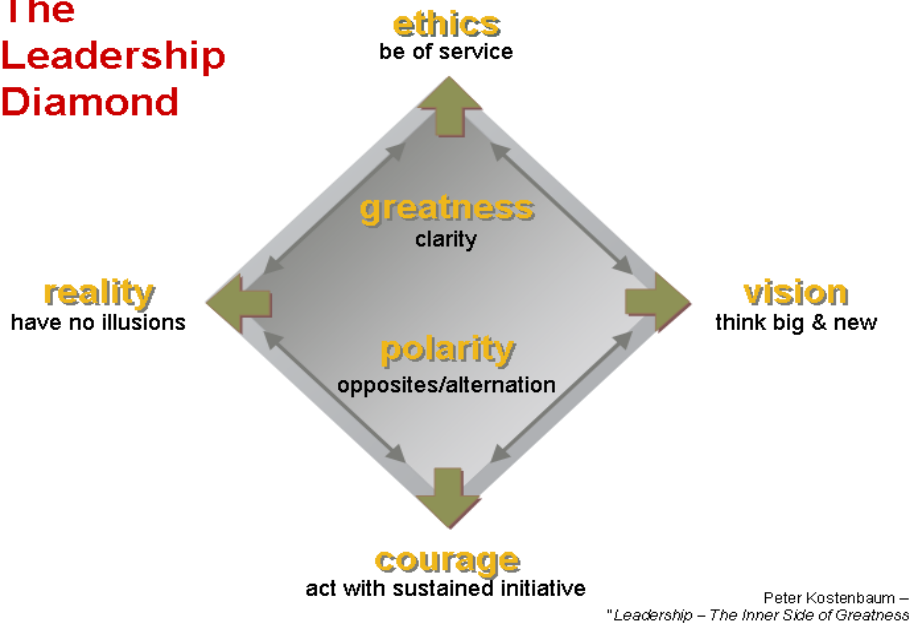 The
Leadership
Diamond
ethics
be of service
greatness
clarity
reality
have no illusions
vision
think big & new
polarity
opposites/alternation
courage
act with sustained initiative
Peter Kostenbaum –
"Leadership – The Inner Side of Greatness